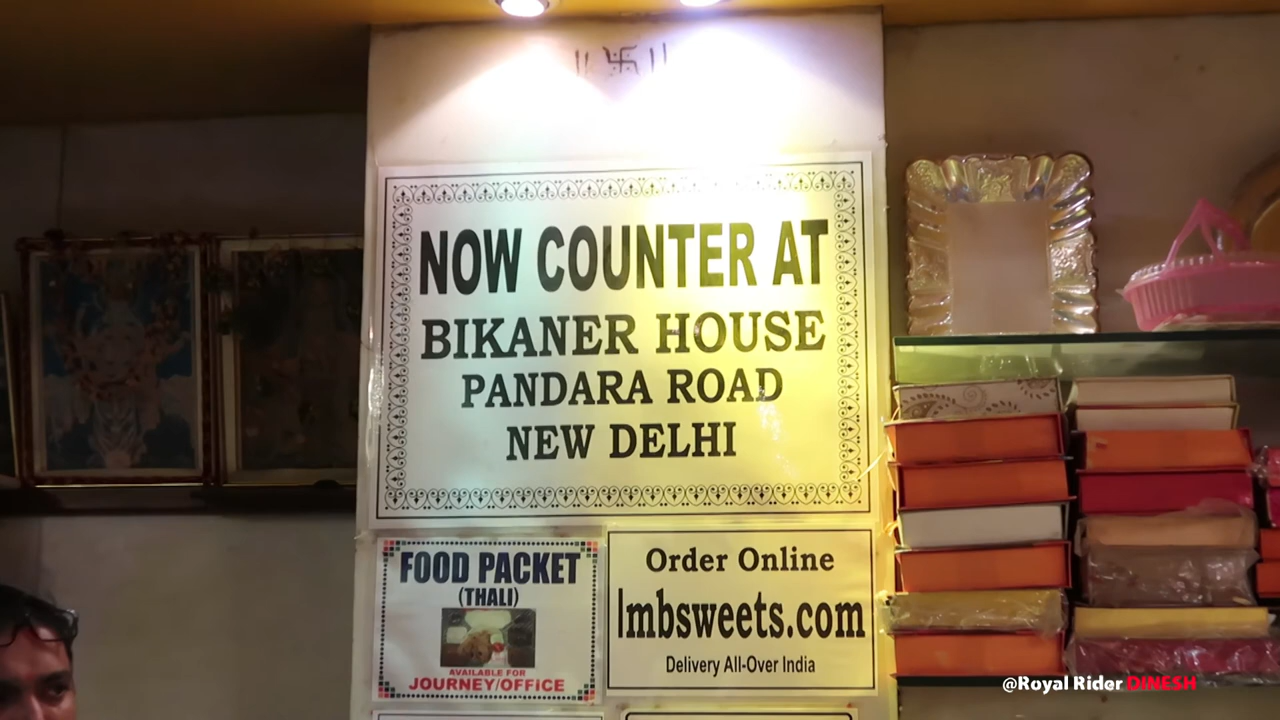 || 卐 ||
NOW COUNTER AT
BIKANER HOUSE
PANDARA ROAD
NEW DELHI
FOOD PACKET
(THALI)
AVAILABLE FOR
JOURNEY/OFFICE
Order Online
lmbsweets.com
Delivery All-Over India
@Royal Rider DINESH